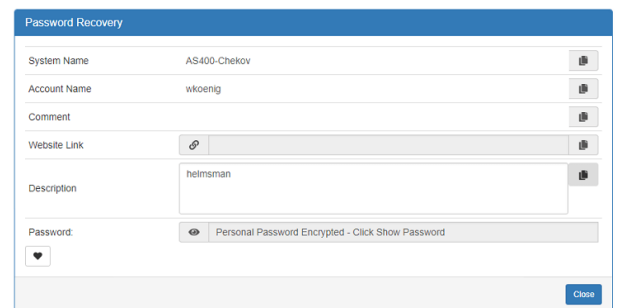 Password Recovery
System Name AS400-Chekov
Account Name wkoenig
Comment
Website Link
Description helmsman
Password: Personal Password Encrypted - Click Show Password
Close